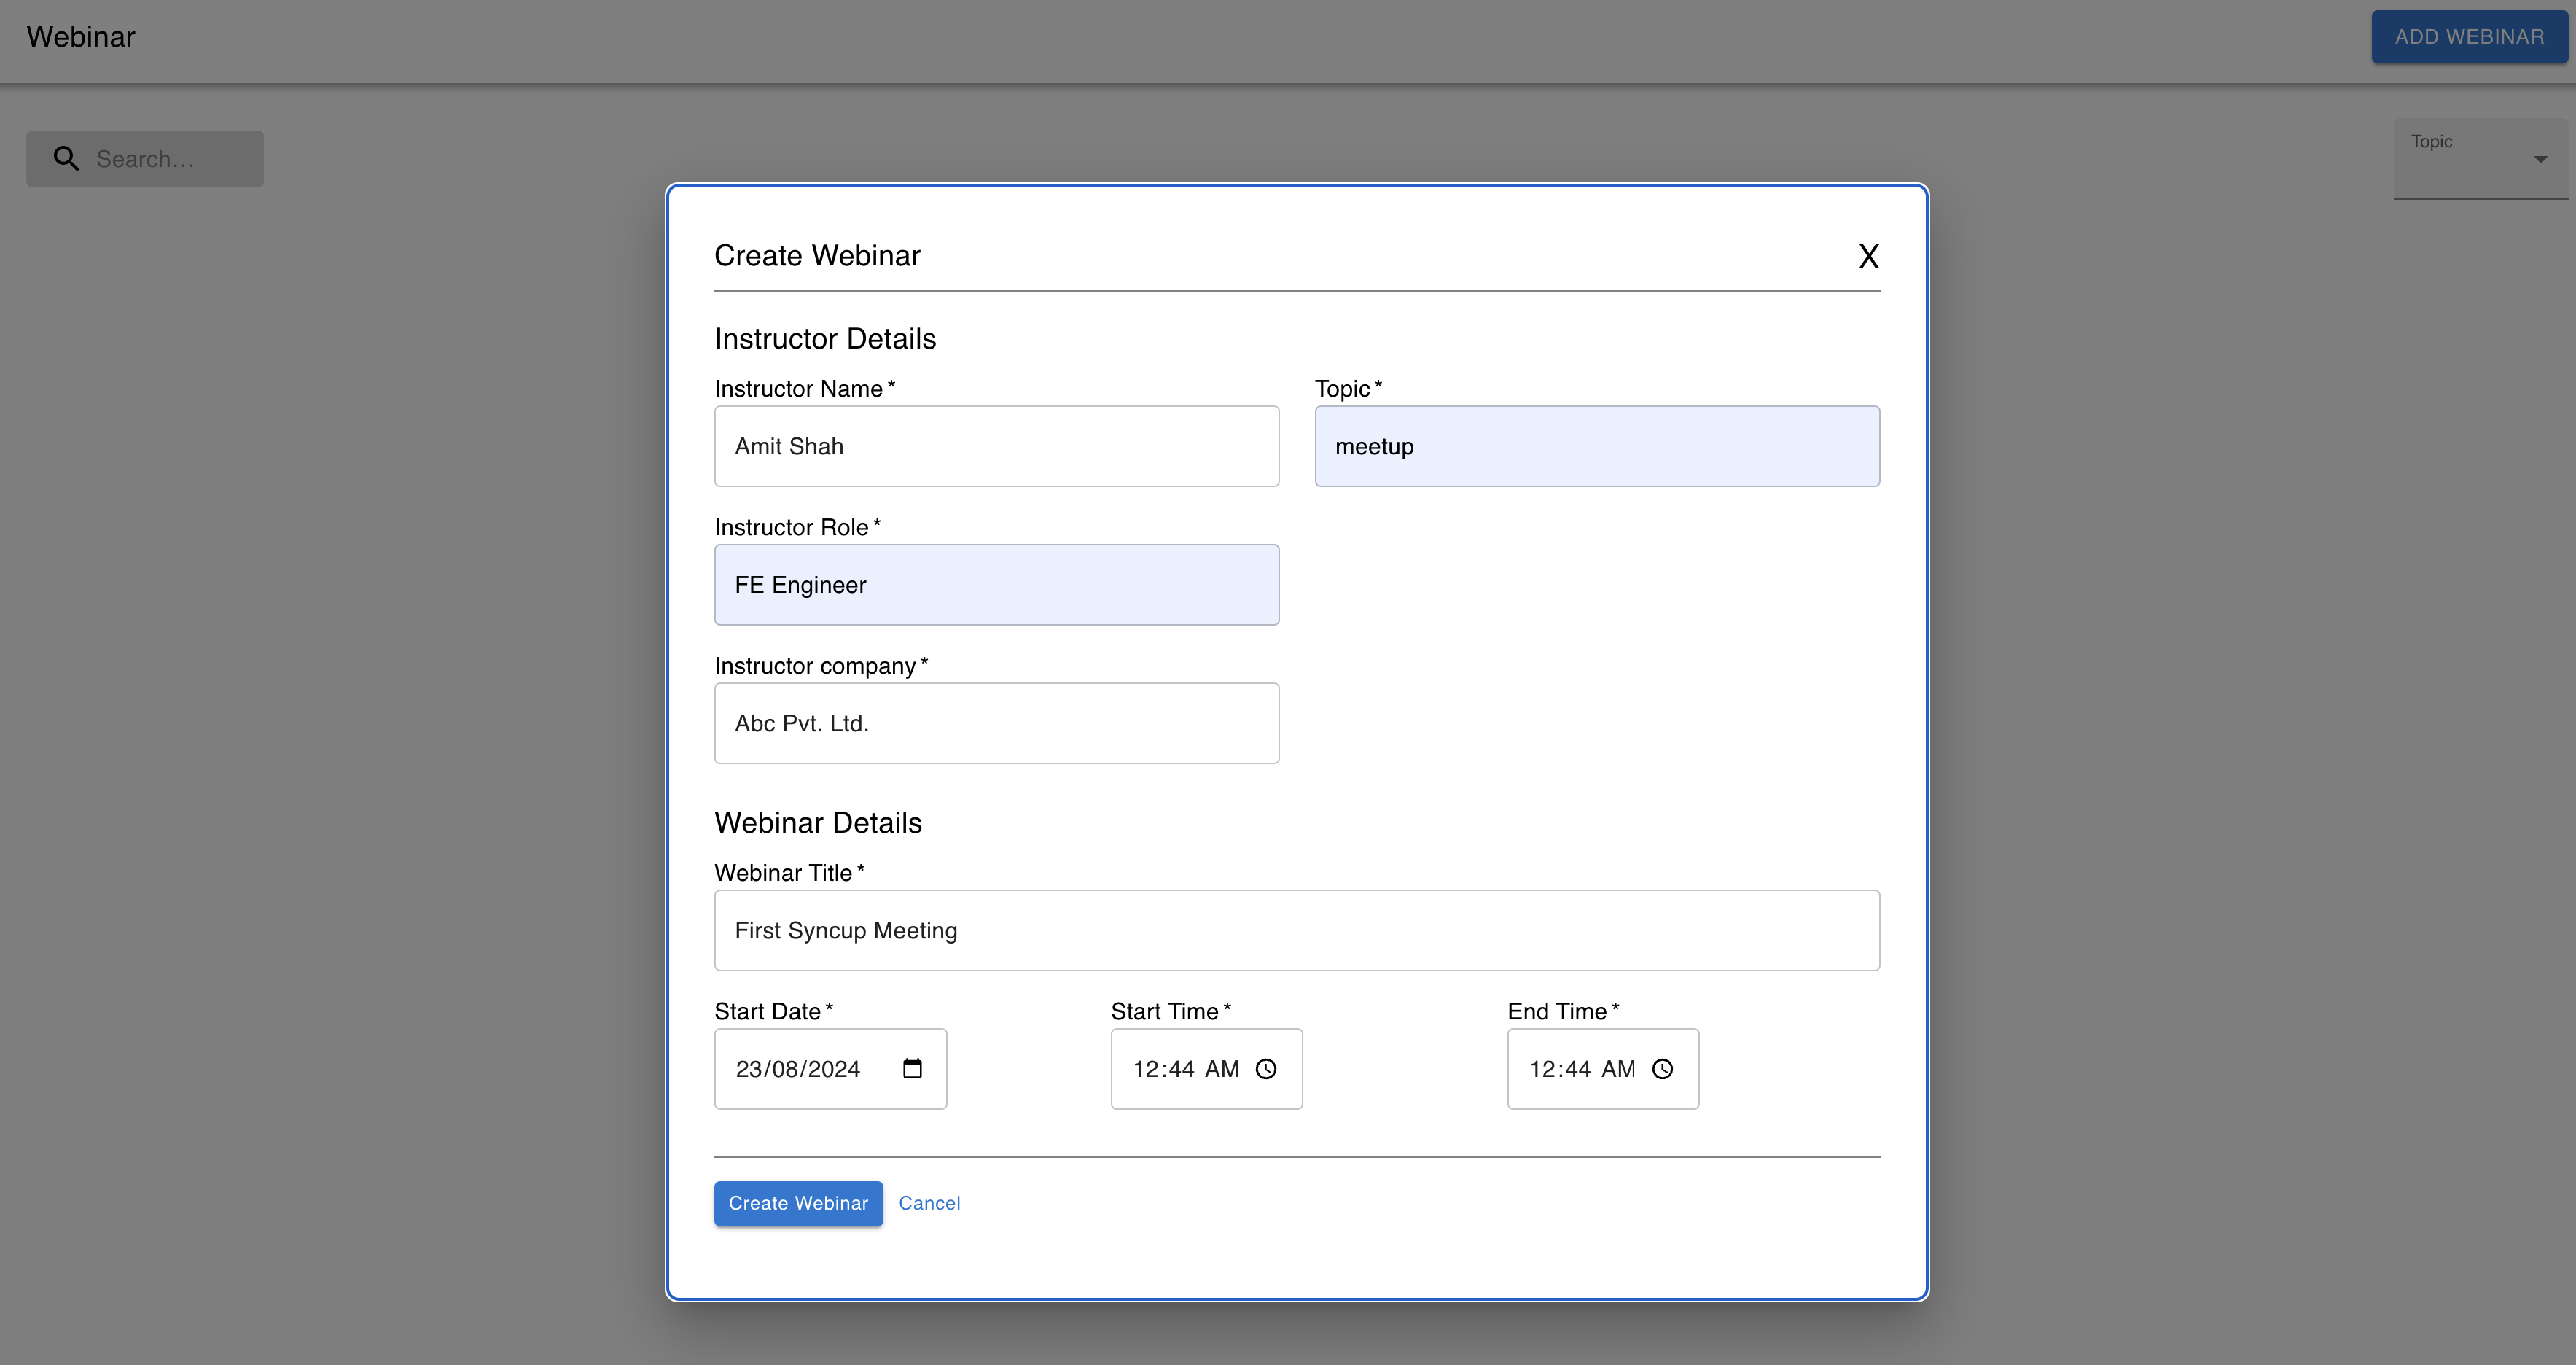 Webinar
ADD WEBINAR
Search...
Topic
Create Webinar
X
Instructor Details
Instructor Name *
Topic *
Amit Shah
meetup
Instructor Role *
FE Engineer
Instructor company *
Abc Pvt. Ltd.
Webinar Details
Webinar Title *
First Syncup Meeting
Start Date *
Start Time *
End Time *
23/08/2024
12:44 AM
12:44 AM
Create Webinar
Cancel